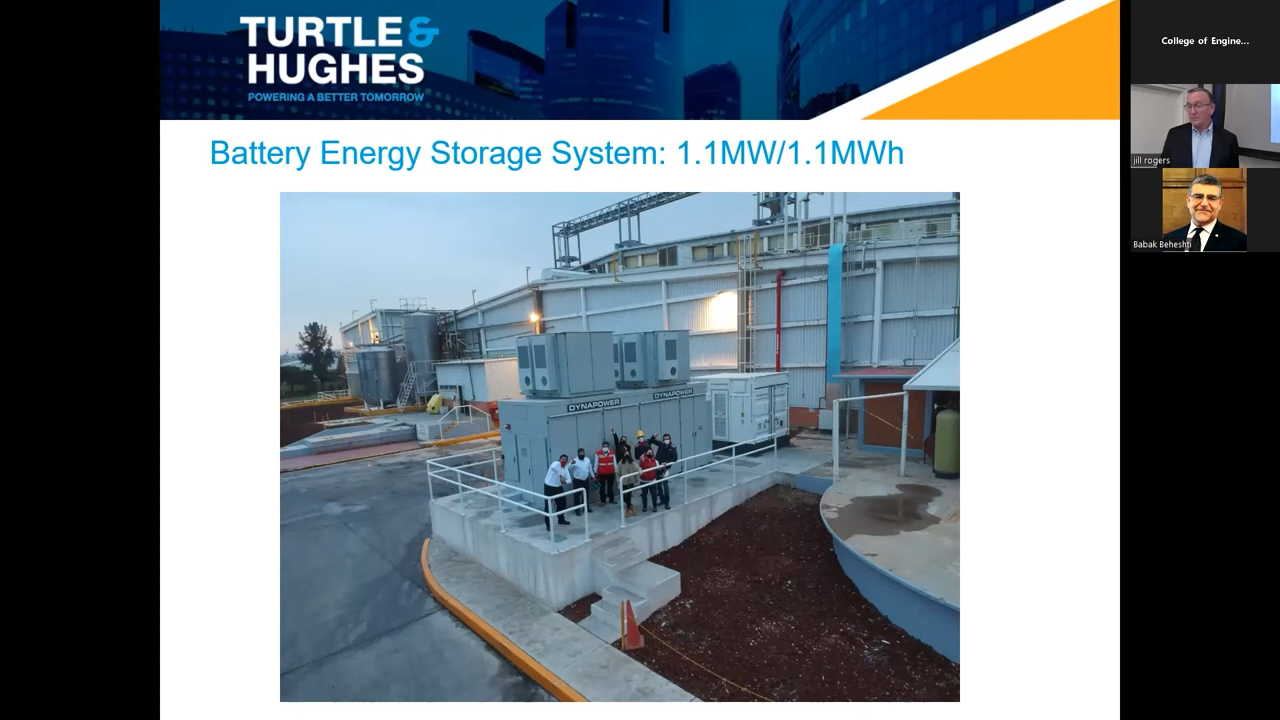 TURTLE &
HUGHES
POWERING A BETTER TOMORROW
Battery Energy Storage System: 1.1MW/1.1MWh
DYNAPOWER
DYNAPOWER
College of Engine...
jill rogers
Babak Beheshti